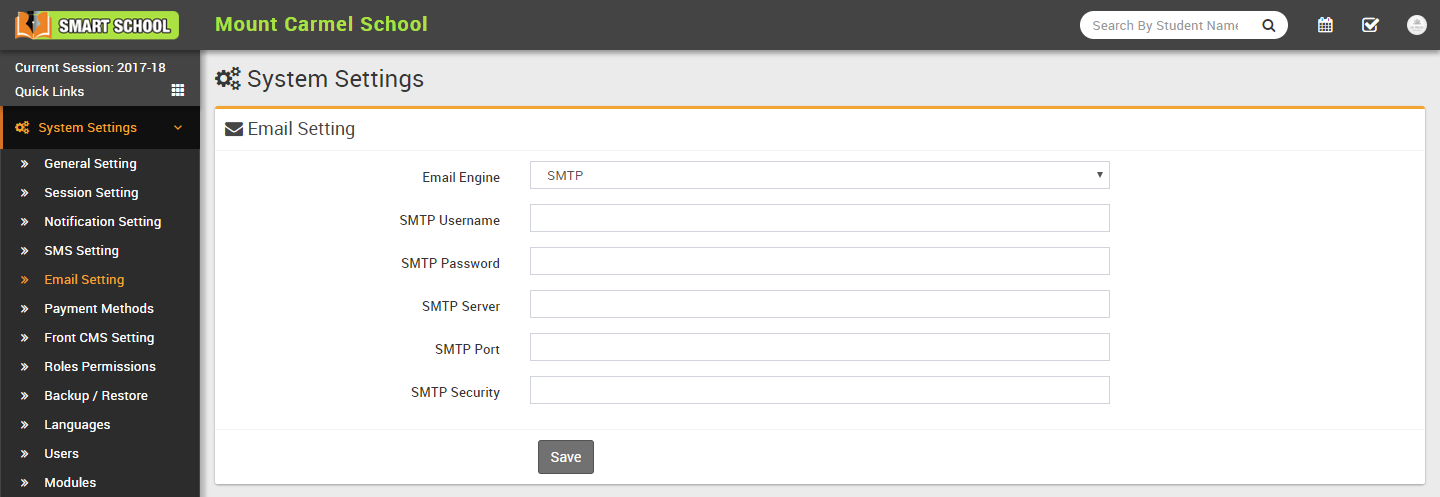 SMART SCHOOL
Mount Carmel School
Search By Student Name
Current Session: 2017-18
Quick Links
System Settings
General Setting
Session Setting
Notification Setting
SMS Setting
Email Setting
Payment Methods
Front CMS Setting
Roles Permissions
Backup / Restore
Languages
Users
Modules
System Settings
Email Setting
Email Engine SMTP
SMTP Username
SMTP Password
SMTP Server
SMTP Port
SMTP Security
Save